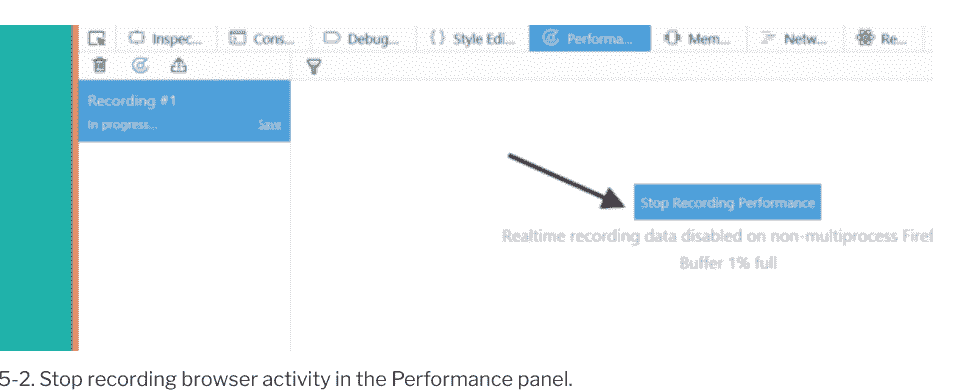 Inspec... Cons... Debug... {} Style Edi... Performa... Mem... Netw... Re...
Recording #1
In progress... Save
Stop Recording Performance
Realtime recording data disabled on non-multiprocess Firef
Buffer 1% full
5-2. Stop recording browser activity in the Performance panel.